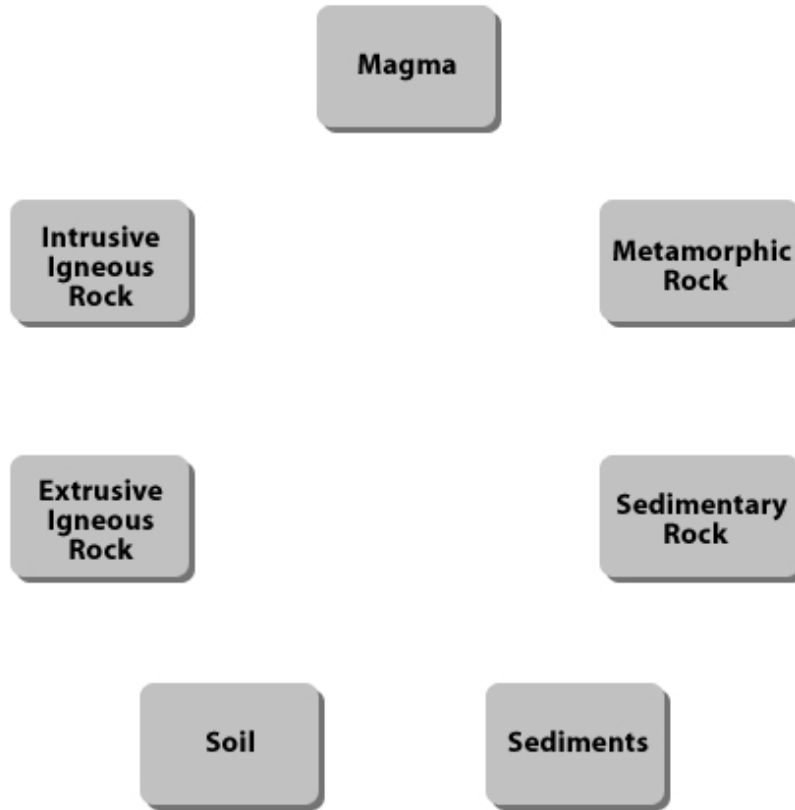 Magma
Intrusive
Igneous
Rock
Metamorphic
Rock
Extrusive
Igneous
Rock
Sedimentary
Rock
Soil
Sediments